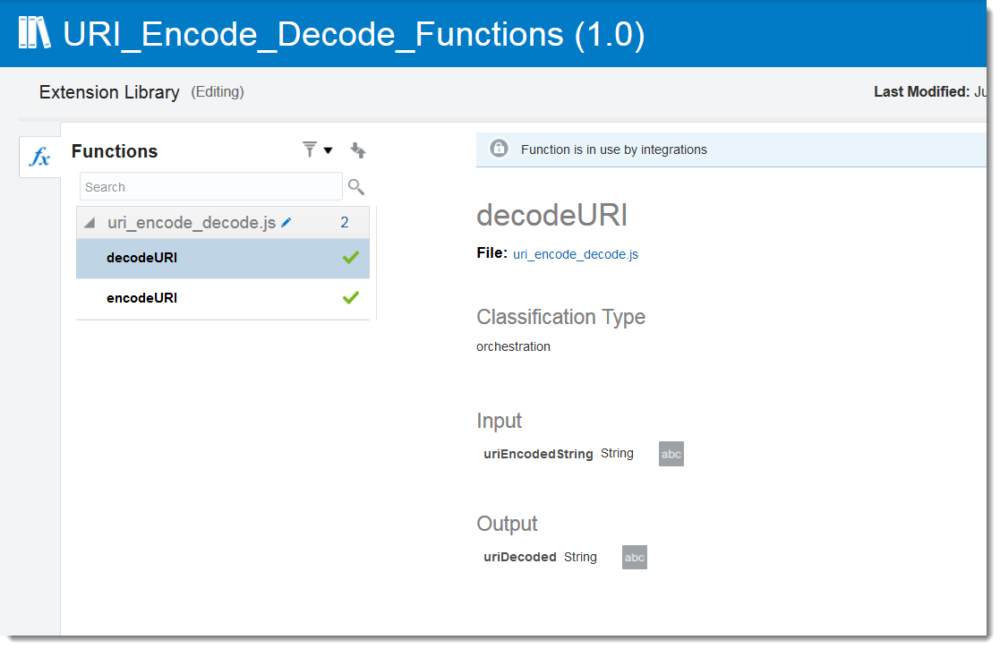 URI_Encode_Decode_Functions (1.0)
Extension Library (Editing)
Last Modified: Ju
fx
Functions
Search
uri_encode_decode.js 2
decodeURI
encodeURI
Function is in use by integrations
decodeURI
File: uri_encode_decode.js
Classification Type
orchestration
Input
uriEncodedString String abc
Output
uriDecoded String abc